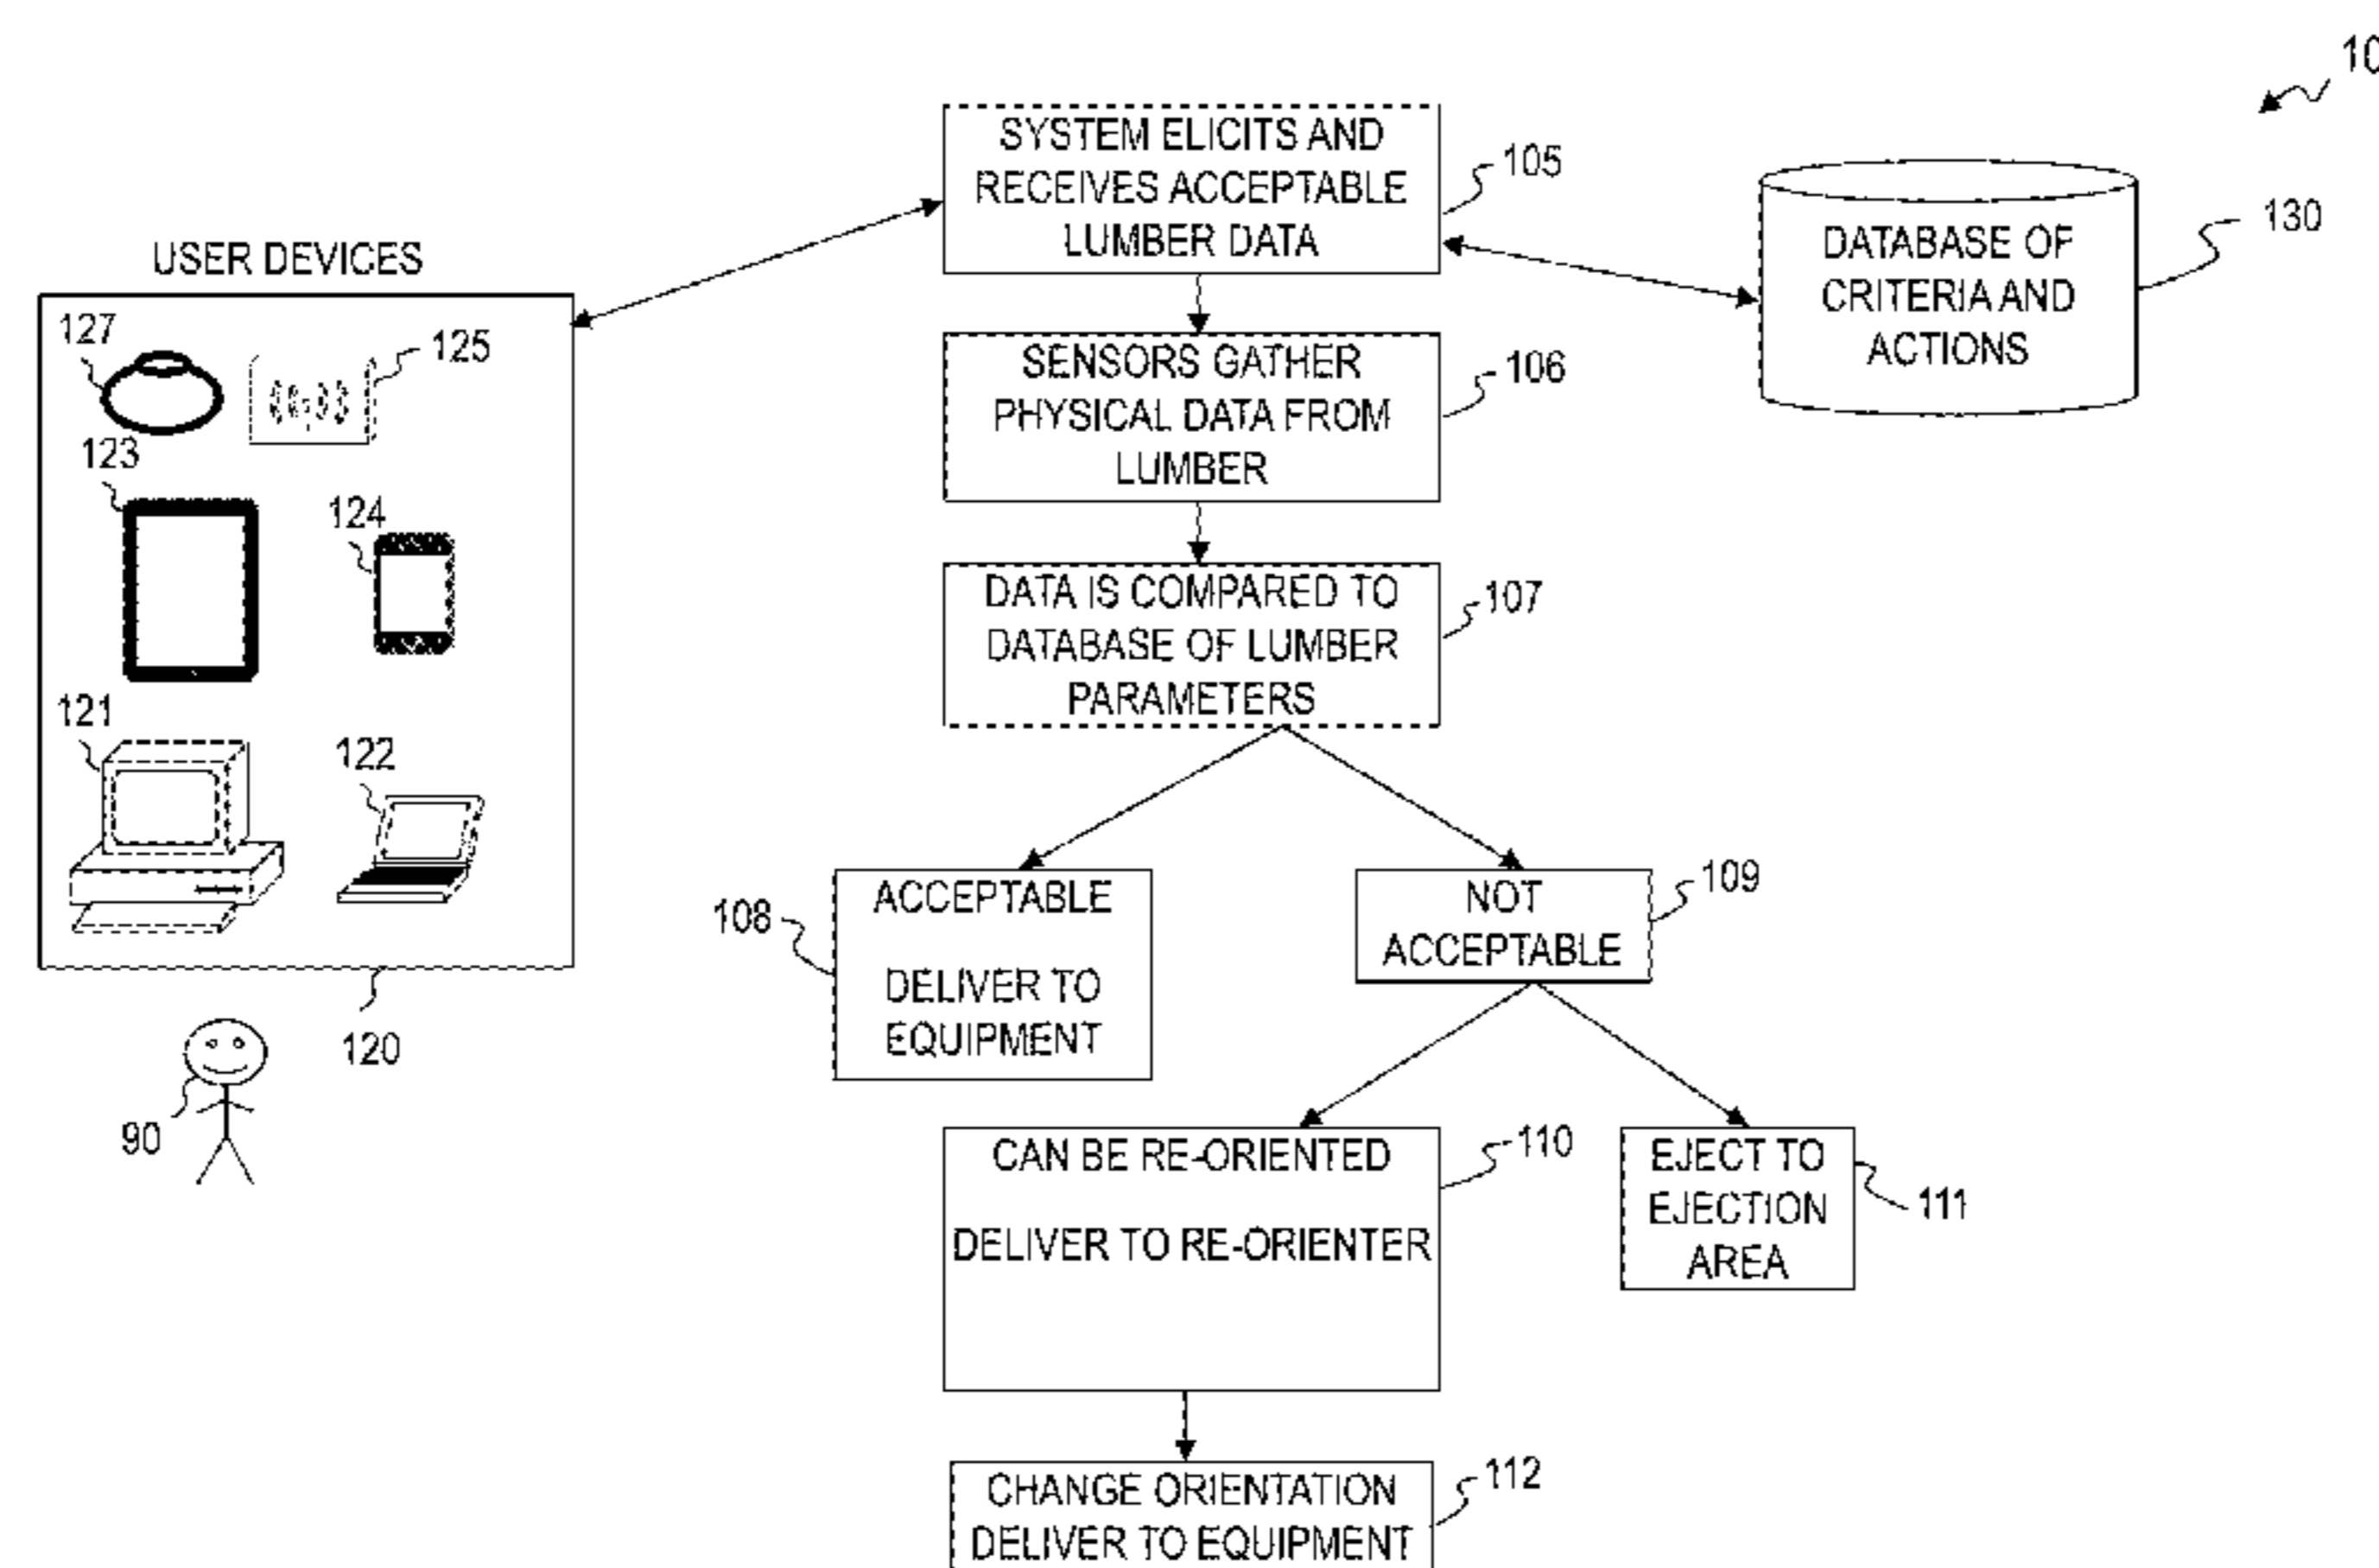 10
SYSTEM ELICITS AND
RECEIVES ACCEPTABLE
LUMBER DATA
105
DATABASE OF
CRITERIA AND
ACTIONS
130
USER DEVICES
127
125
123
124
121
122
120
90
SENSORS GATHER
PHYSICAL DATA FROM
LUMBER
106
DATA IS COMPARED TO
DATABASE OF LUMBER
PARAMETERS
107
ACCEPTABLE
DELIVER TO
EQUIPMENT
108
NOT
ACCEPTABLE
109
CAN BE RE-ORIENTED
DELIVER TO RE-ORIENTER
110
EJECT TO
EJECTION
AREA
111
CHANGE ORIENTATION
DELIVER TO EQUIPMENT
112